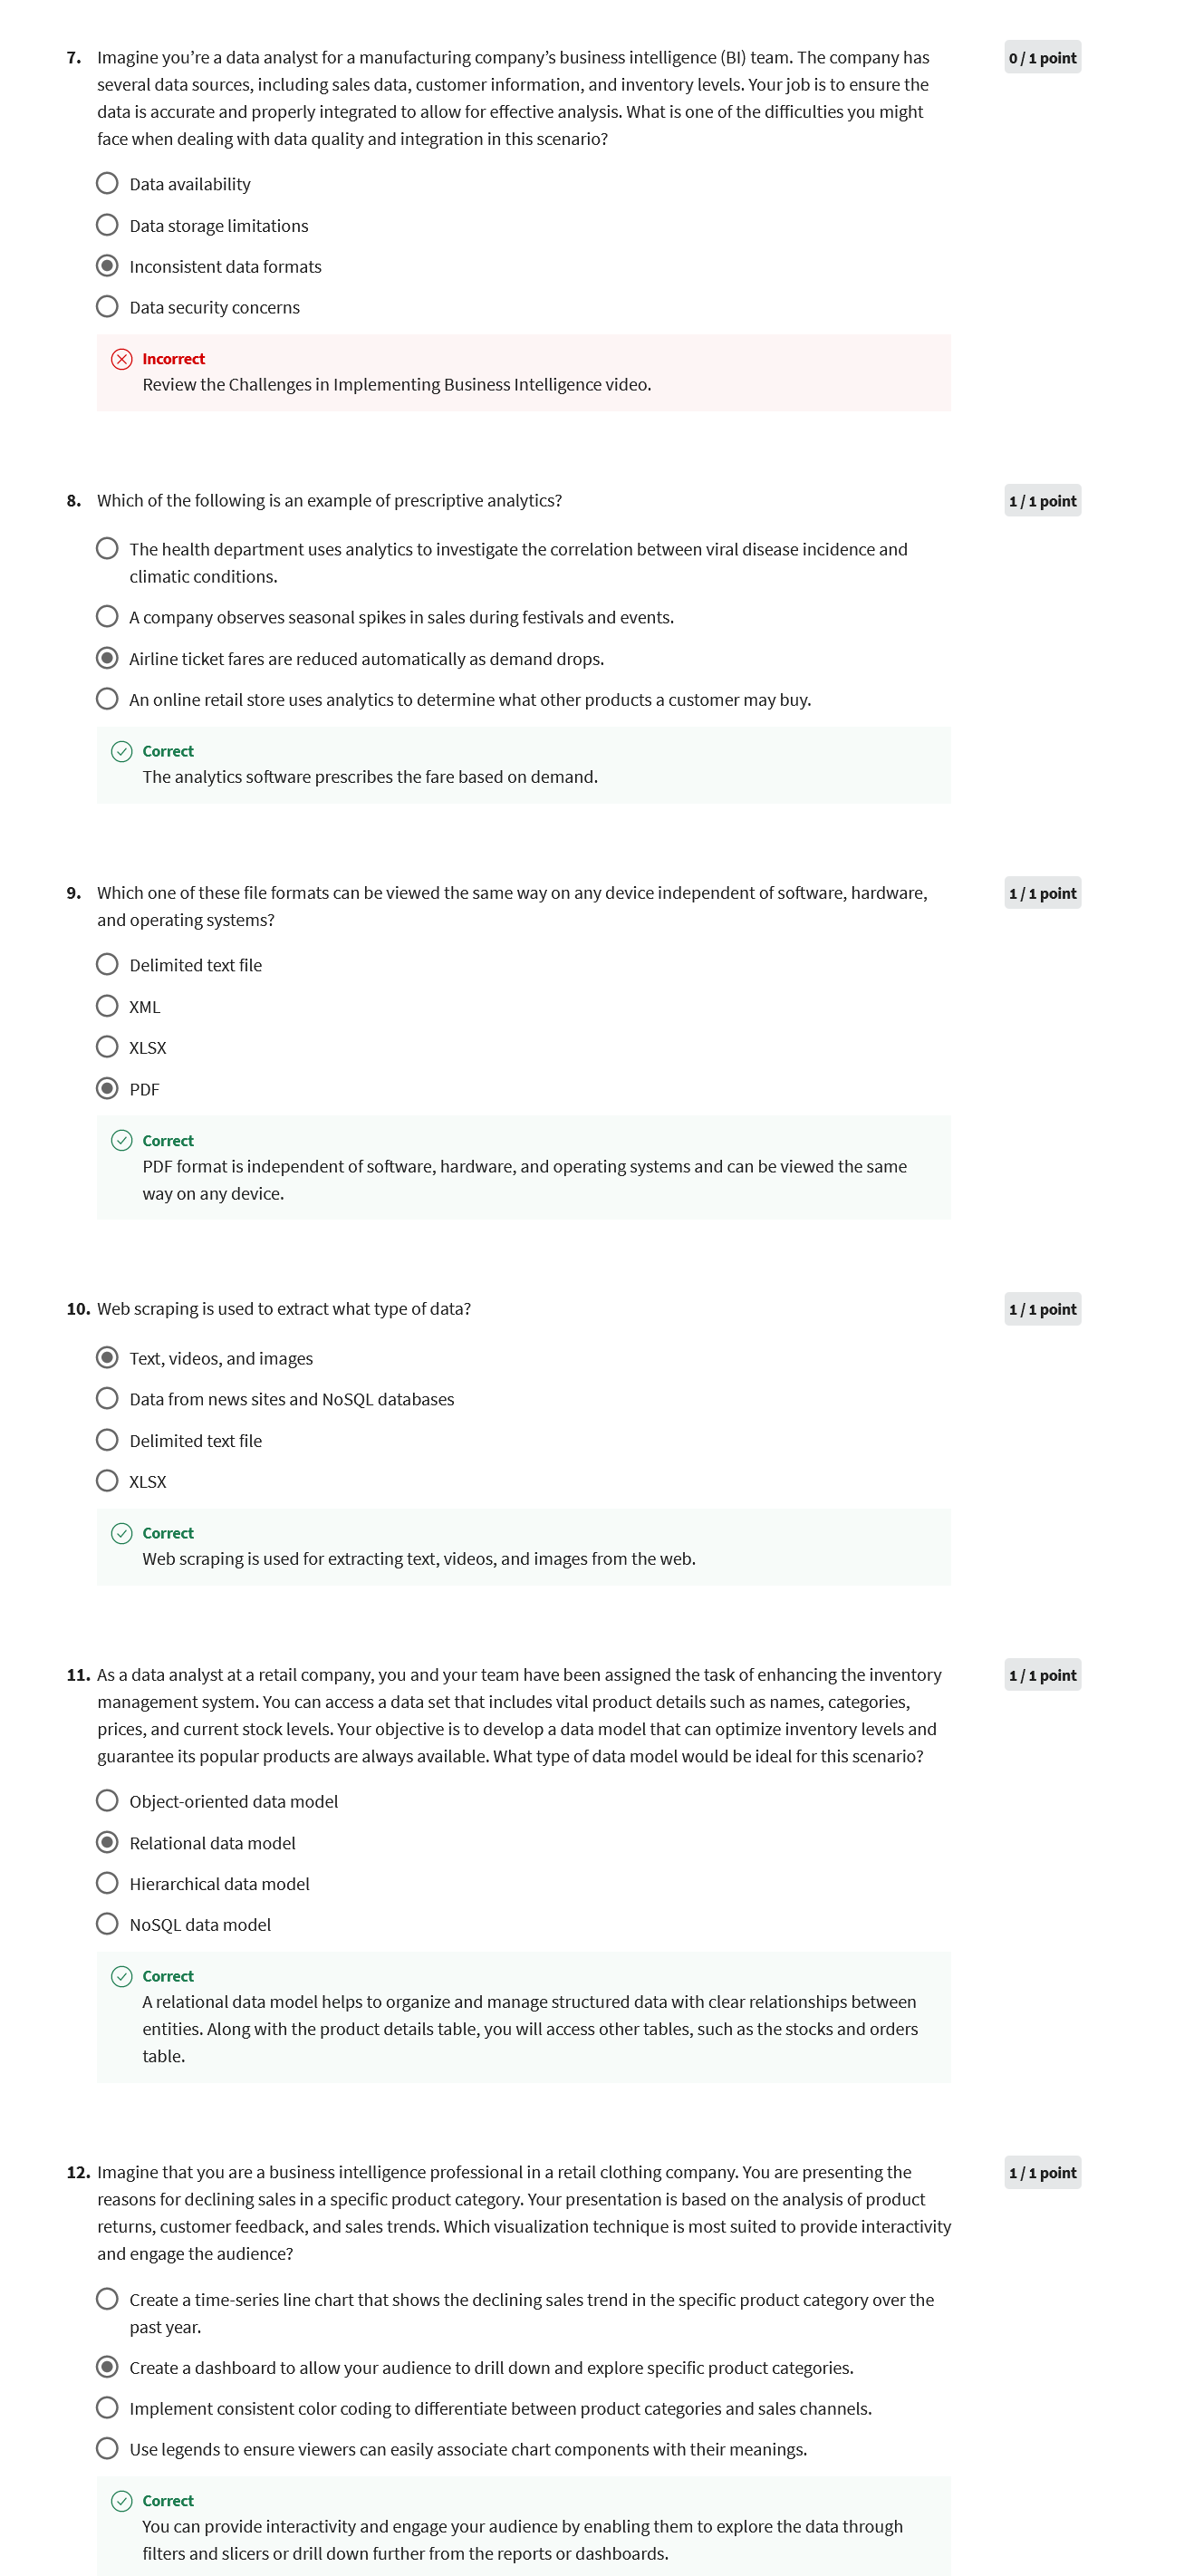 7. Imagine you’re a data analyst for a manufacturing company’s business intelligence (BI) team. The company has
0 / 1 point
several data sources, including sales data, customer information, and inventory levels. Your job is to ensure the
data is accurate and properly integrated to allow for effective analysis. What is one of the difficulties you might
face when dealing with data quality and integration in this scenario?
Data availability
Data storage limitations
Inconsistent data formats
Data security concerns
Incorrect
Review the Challenges in Implementing Business Intelligence video.
8. Which of the following is an example of prescriptive analytics?
1 / 1 point
The health department uses analytics to investigate the correlation between viral disease incidence and
climatic conditions.
A company observes seasonal spikes in sales during festivals and events.
Airline ticket fares are reduced automatically as demand drops.
An online retail store uses analytics to determine what other products a customer may buy.
Correct
The analytics software prescribes the fare based on demand.
9. Which one of these file formats can be viewed the same way on any device independent of software, hardware,
1 / 1 point
and operating systems?
Delimited text file
XML
XLSX
PDF
Correct
PDF format is independent of software, hardware, and operating systems and can be viewed the same
way on any device.
10. Web scraping is used to extract what type of data?
1 / 1 point
Text, videos, and images
Data from news sites and NoSQL databases
Delimited text file
XLSX
Correct
Web scraping is used for extracting text, videos, and images from the web.
11. As a data analyst at a retail company, you and your team have been assigned the task of enhancing the inventory
1 / 1 point
management system. You can access a data set that includes vital product details such as names, categories,
prices, and current stock levels. Your objective is to develop a data model that can optimize inventory levels and
guarantee its popular products are always available. What type of data model would be ideal for this scenario?
Object-oriented data model
Relational data model
Hierarchical data model
NoSQL data model
Correct
A relational data model helps to organize and manage structured data with clear relationships between
entities. Along with the product details table, you will access other tables, such as the stocks and orders
table.
12. Imagine that you are a business intelligence professional in a retail clothing company. You are presenting the
1 / 1 point
reasons for declining sales in a specific product category. Your presentation is based on the analysis of product
returns, customer feedback, and sales trends. Which visualization technique is most suited to provide interactivity
and engage the audience?
Create a time-series line chart that shows the declining sales trend in the specific product category over the
past year.
Create a dashboard to allow your audience to drill down and explore specific product categories.
Implement consistent color coding to differentiate between product categories and sales channels.
Use legends to ensure viewers can easily associate chart components with their meanings.
Correct
You can provide interactivity and engage your audience by enabling them to explore the data through
filters and slicers or drill down further from the reports or dashboards.